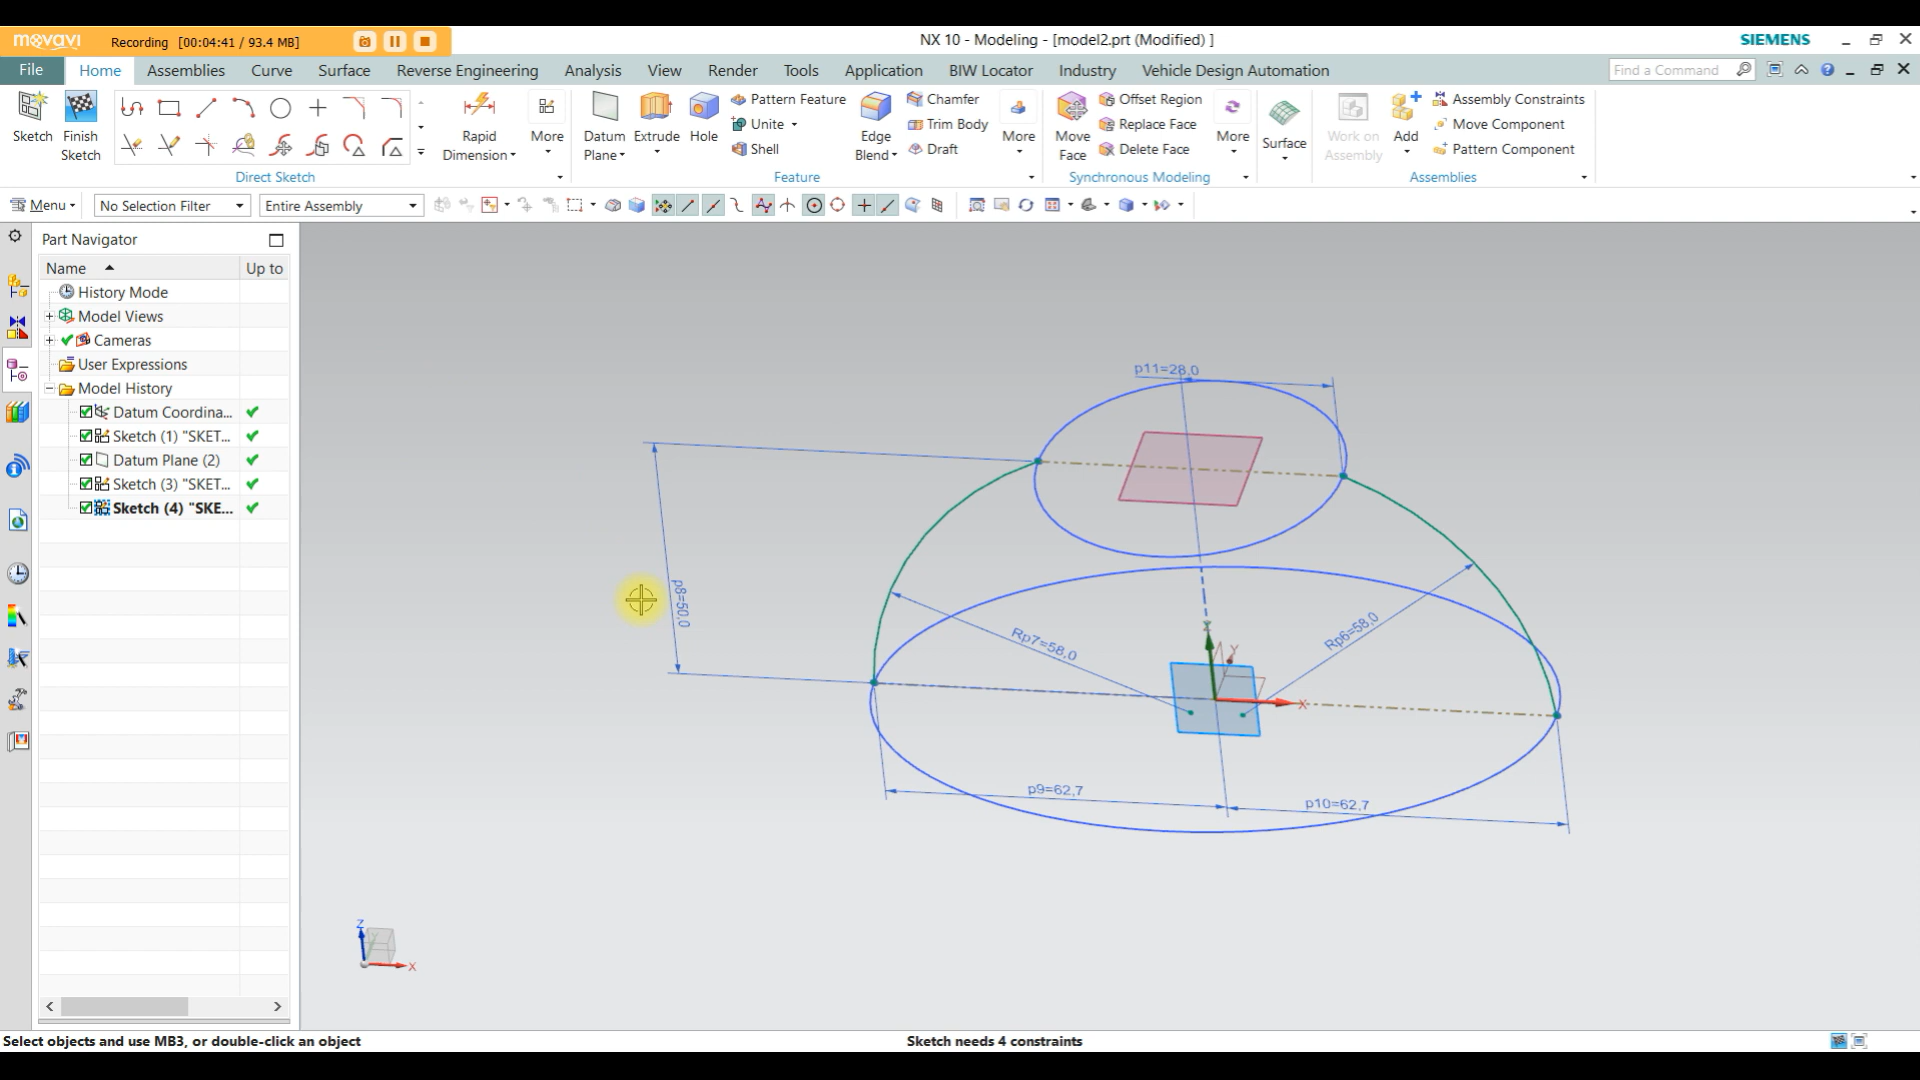 movavi
Recording [00:04:41 / 93.4 MB]
NX 10 - Modeling - [model2.prt (Modified) ]
SIEMENS
File Home Assemblies Curve Surface Reverse Engineering Analysis View Render Tools Application BIW Locator Industry Vehicle Design Automation
Find a Command
Sketch
Finish Sketch
Direct Sketch
Rapid Dimension
More
Datum Plane
Extrude
Hole
Pattern Feature
Unite
Shell
Edge Blend
Chamfer
Trim Body
Draft
More
Feature
Move Face
Offset Region
Replace Face
Delete Face
More
Synchronous Modeling
Surface
Work on Assembly
Add
Assembly Constraints
Move Component
Pattern Component
Assemblies
Menu
No Selection Filter
Entire Assembly
Part Navigator
Name
Up to
History Mode
Model Views
Cameras
User Expressions
Model History
Datum Coordina...
Sketch (1) "SKET...
Datum Plane (2)
Sketch (3) "SKET...
Sketch (4) "SKE...
p11=28,0
p8=50,0
Rp7=58,0
Rp6=58,0
Y
X
p9=62,7
p10=62,7
Z
X
Select objects and use MB3, or double-click an object
Sketch needs 4 constraints